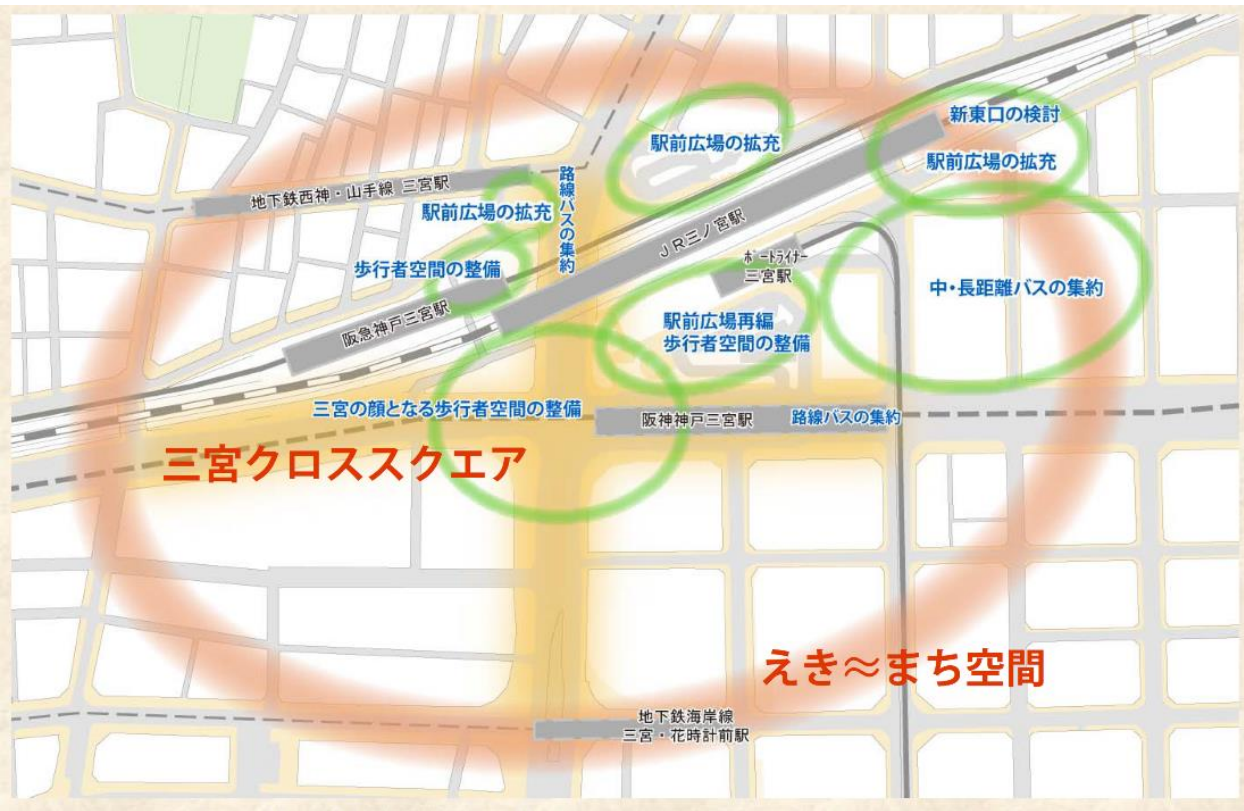 新東口の検討
駅前広場の拡充
駅前広場の拡充
地下鉄西神・山手線 三宮駅
路線バスの集約
駅前広場の拡充
JR三ノ宮駅
歩行者空間の整備
ポートライナー
三宮駅
中・長距離バスの集約
阪急神戸三宮駅
駅前広場再編
歩行者空間の整備
三宮の顔となる歩行者空間の整備
阪神神戸三宮駅
路線バスの集約
三宮クロススクエア
えき≈まち空間
地下鉄海岸線
三宮・花時計前駅